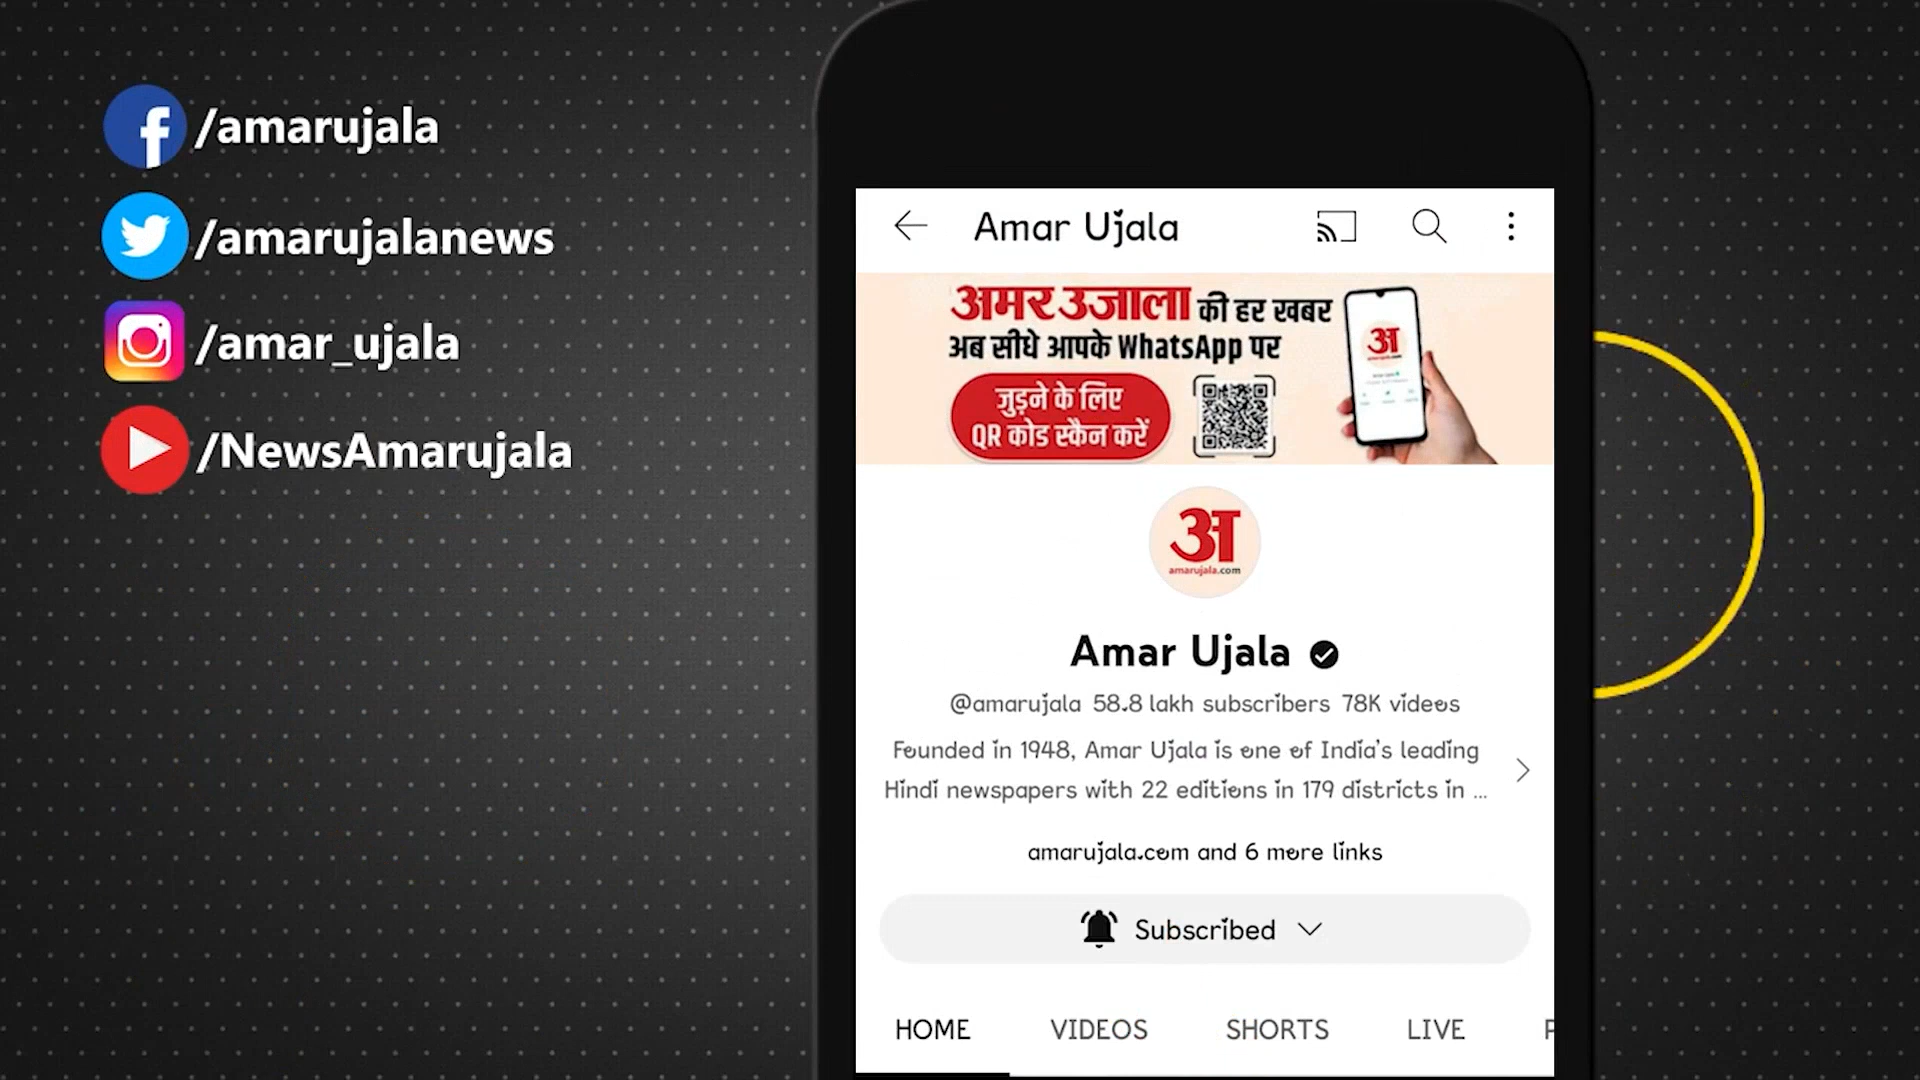 /amarujala
/amarujalanews
/amar_ujala
/NewsAmarujala
Amar Ujala
अमर उजाला की हर खबर
अब सीधे आपके WhatsApp पर
जुड़ने के लिए
QR कोड स्कैन करें
अ
अ
amarujala.com
Amar Ujala
@amarujala 58.8 lakh subscribers 78K videos
Founded in 1948, Amar Ujala is one of India's leading
Hindi newspapers with 22 editions in 179 districts in ...
amarujala.com and 6 more links
Subscribed
HOME VIDEOS SHORTS LIVE